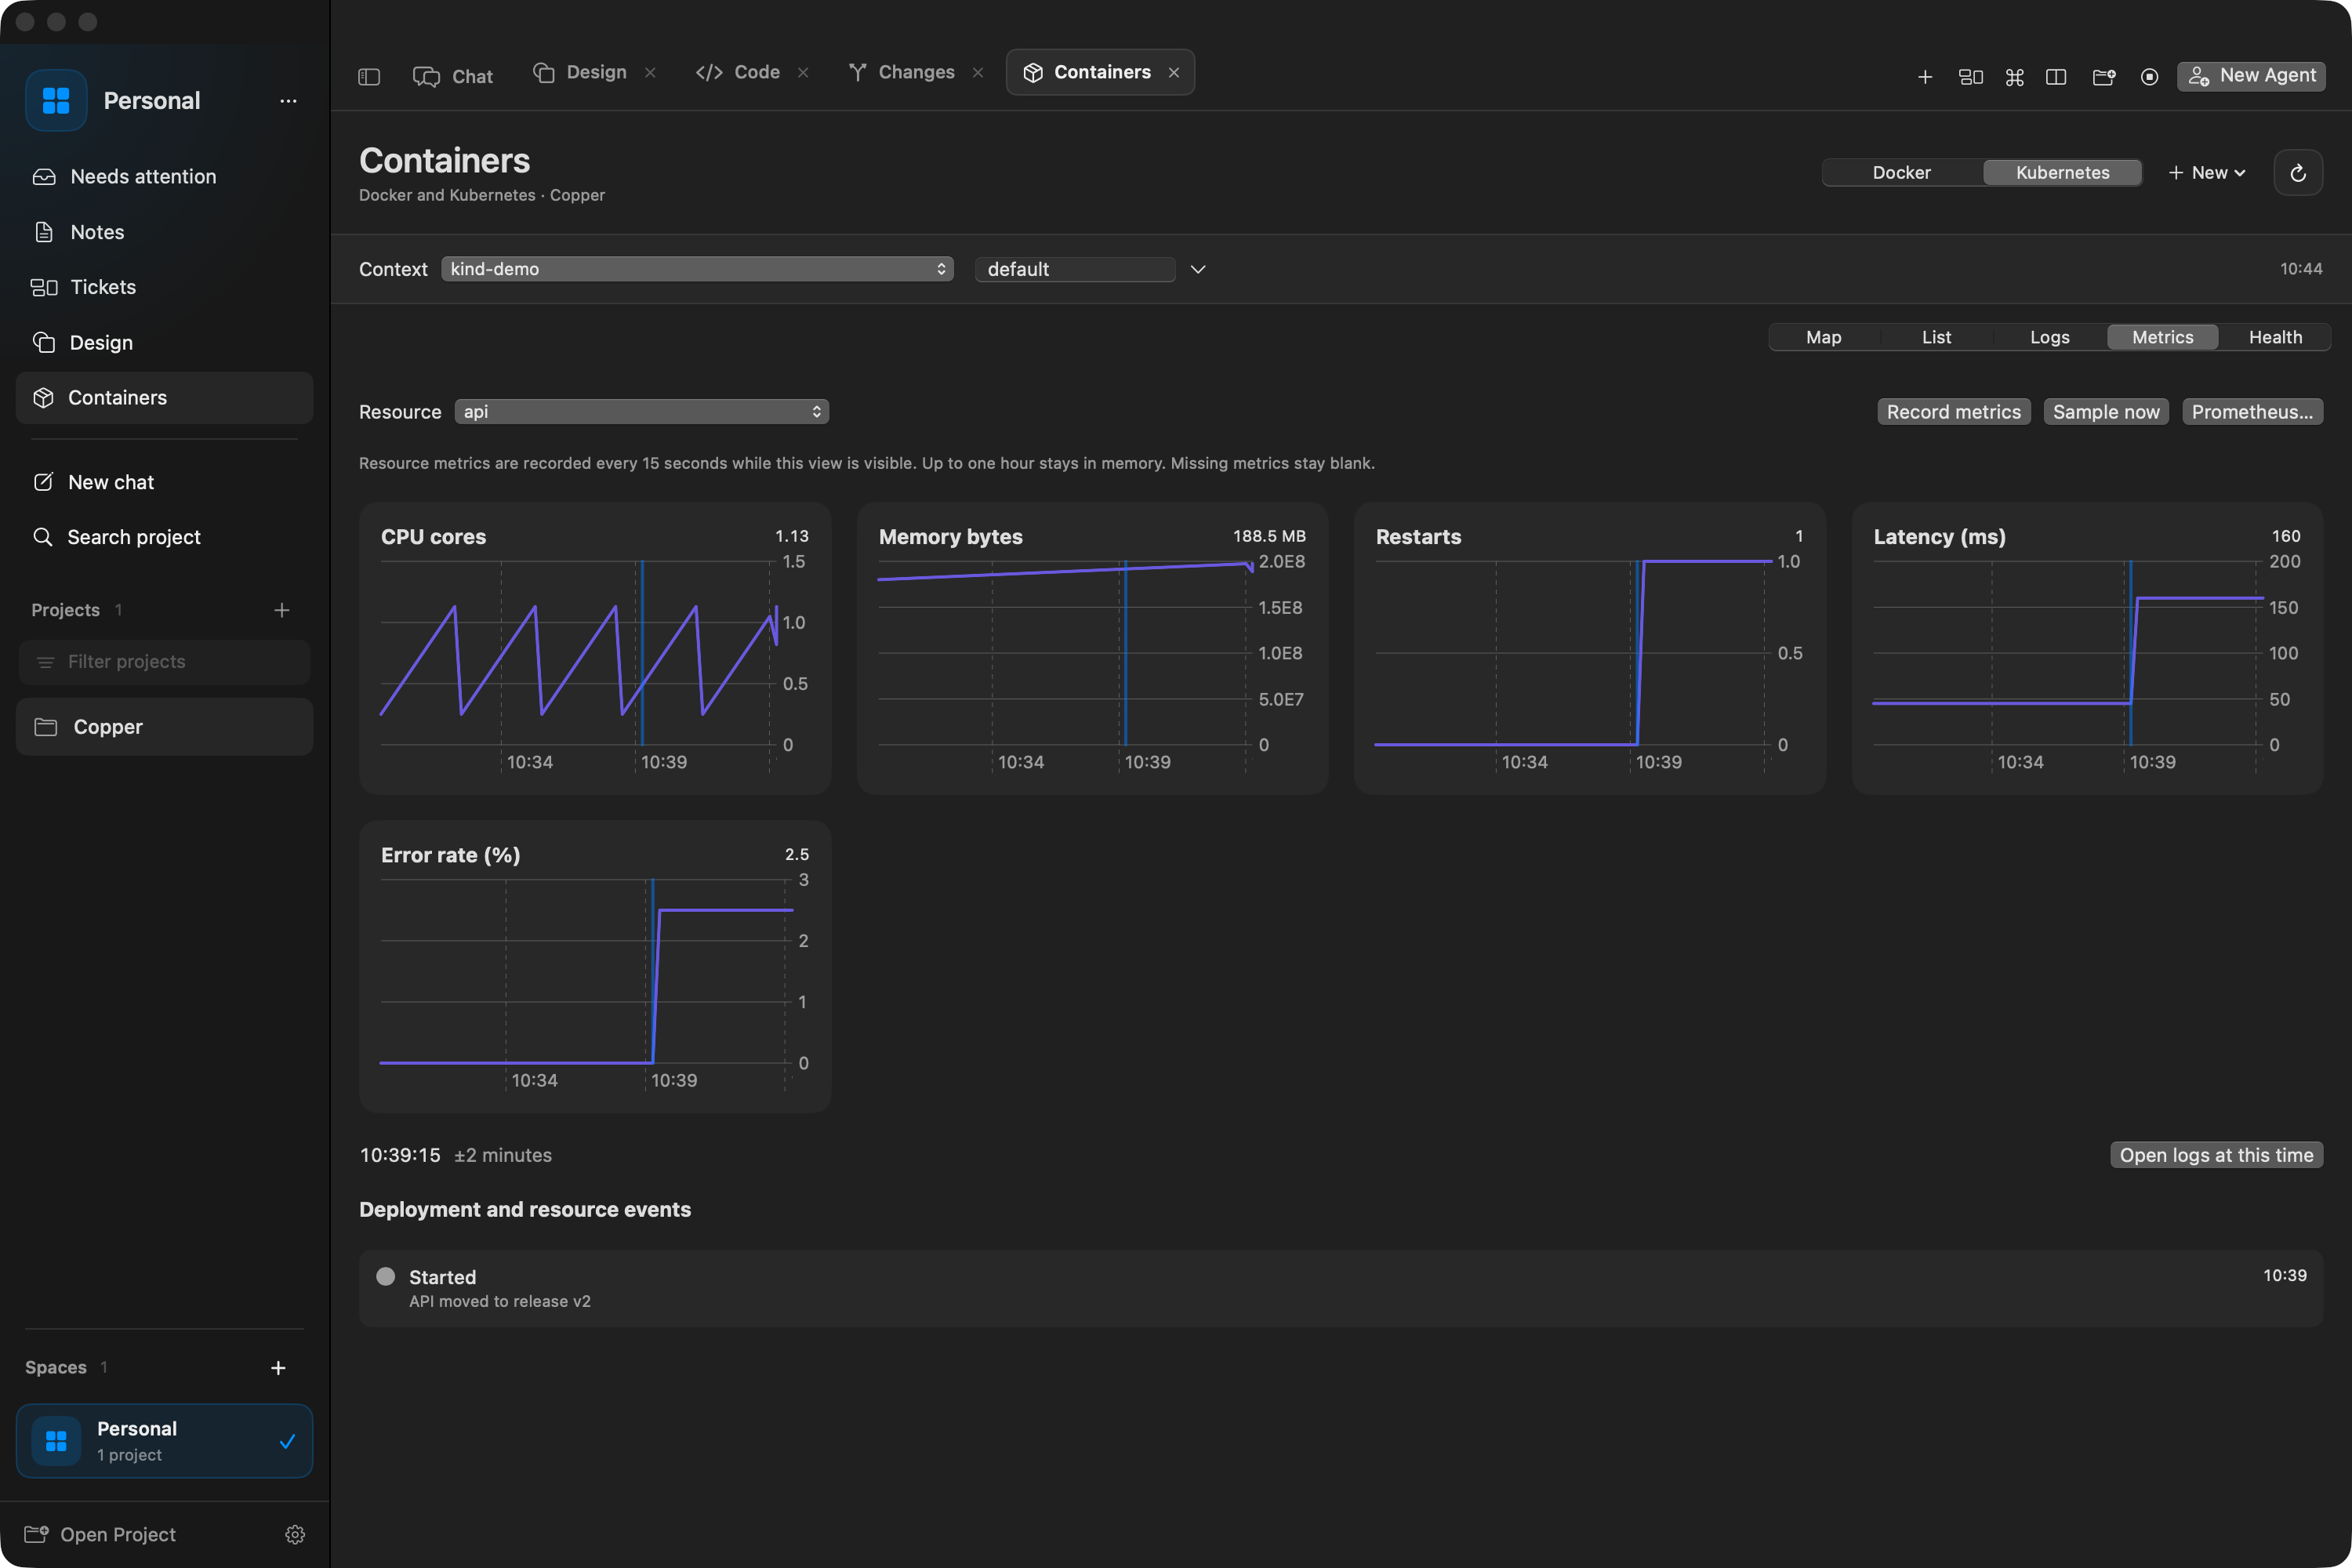 Personal
Needs attention
Notes
Tickets
Design
Containers
New chat
Search project
Projects 1
Filter projects
Copper
Spaces 1
Personal
1 project
Open Project
Chat
Design
Code
Changes
Containers
New Agent
Containers
Docker and Kubernetes · Copper
Docker
Kubernetes
New
Context
kind-demo
default
10:44
Map
List
Logs
Metrics
Health
Resource
api
Record metrics
Sample now
Prometheus...
Resource metrics are recorded every 15 seconds while this view is visible. Up to one hour stays in memory. Missing metrics stay blank.
CPU cores
1.13
1.5
1.0
0.5
0
10:34
10:39
Memory bytes
188.5 MB
2.0E8
1.5E8
1.0E8
5.0E7
0
10:34
10:39
Restarts
1
1.0
0.5
0
10:34
10:39
Latency (ms)
160
200
150
100
50
0
10:34
10:39
Error rate (%)
2.5
3
2
1
0
10:34
10:39
10:39:15 ±2 minutes
Open logs at this time
Deployment and resource events
Started
10:39
API moved to release v2